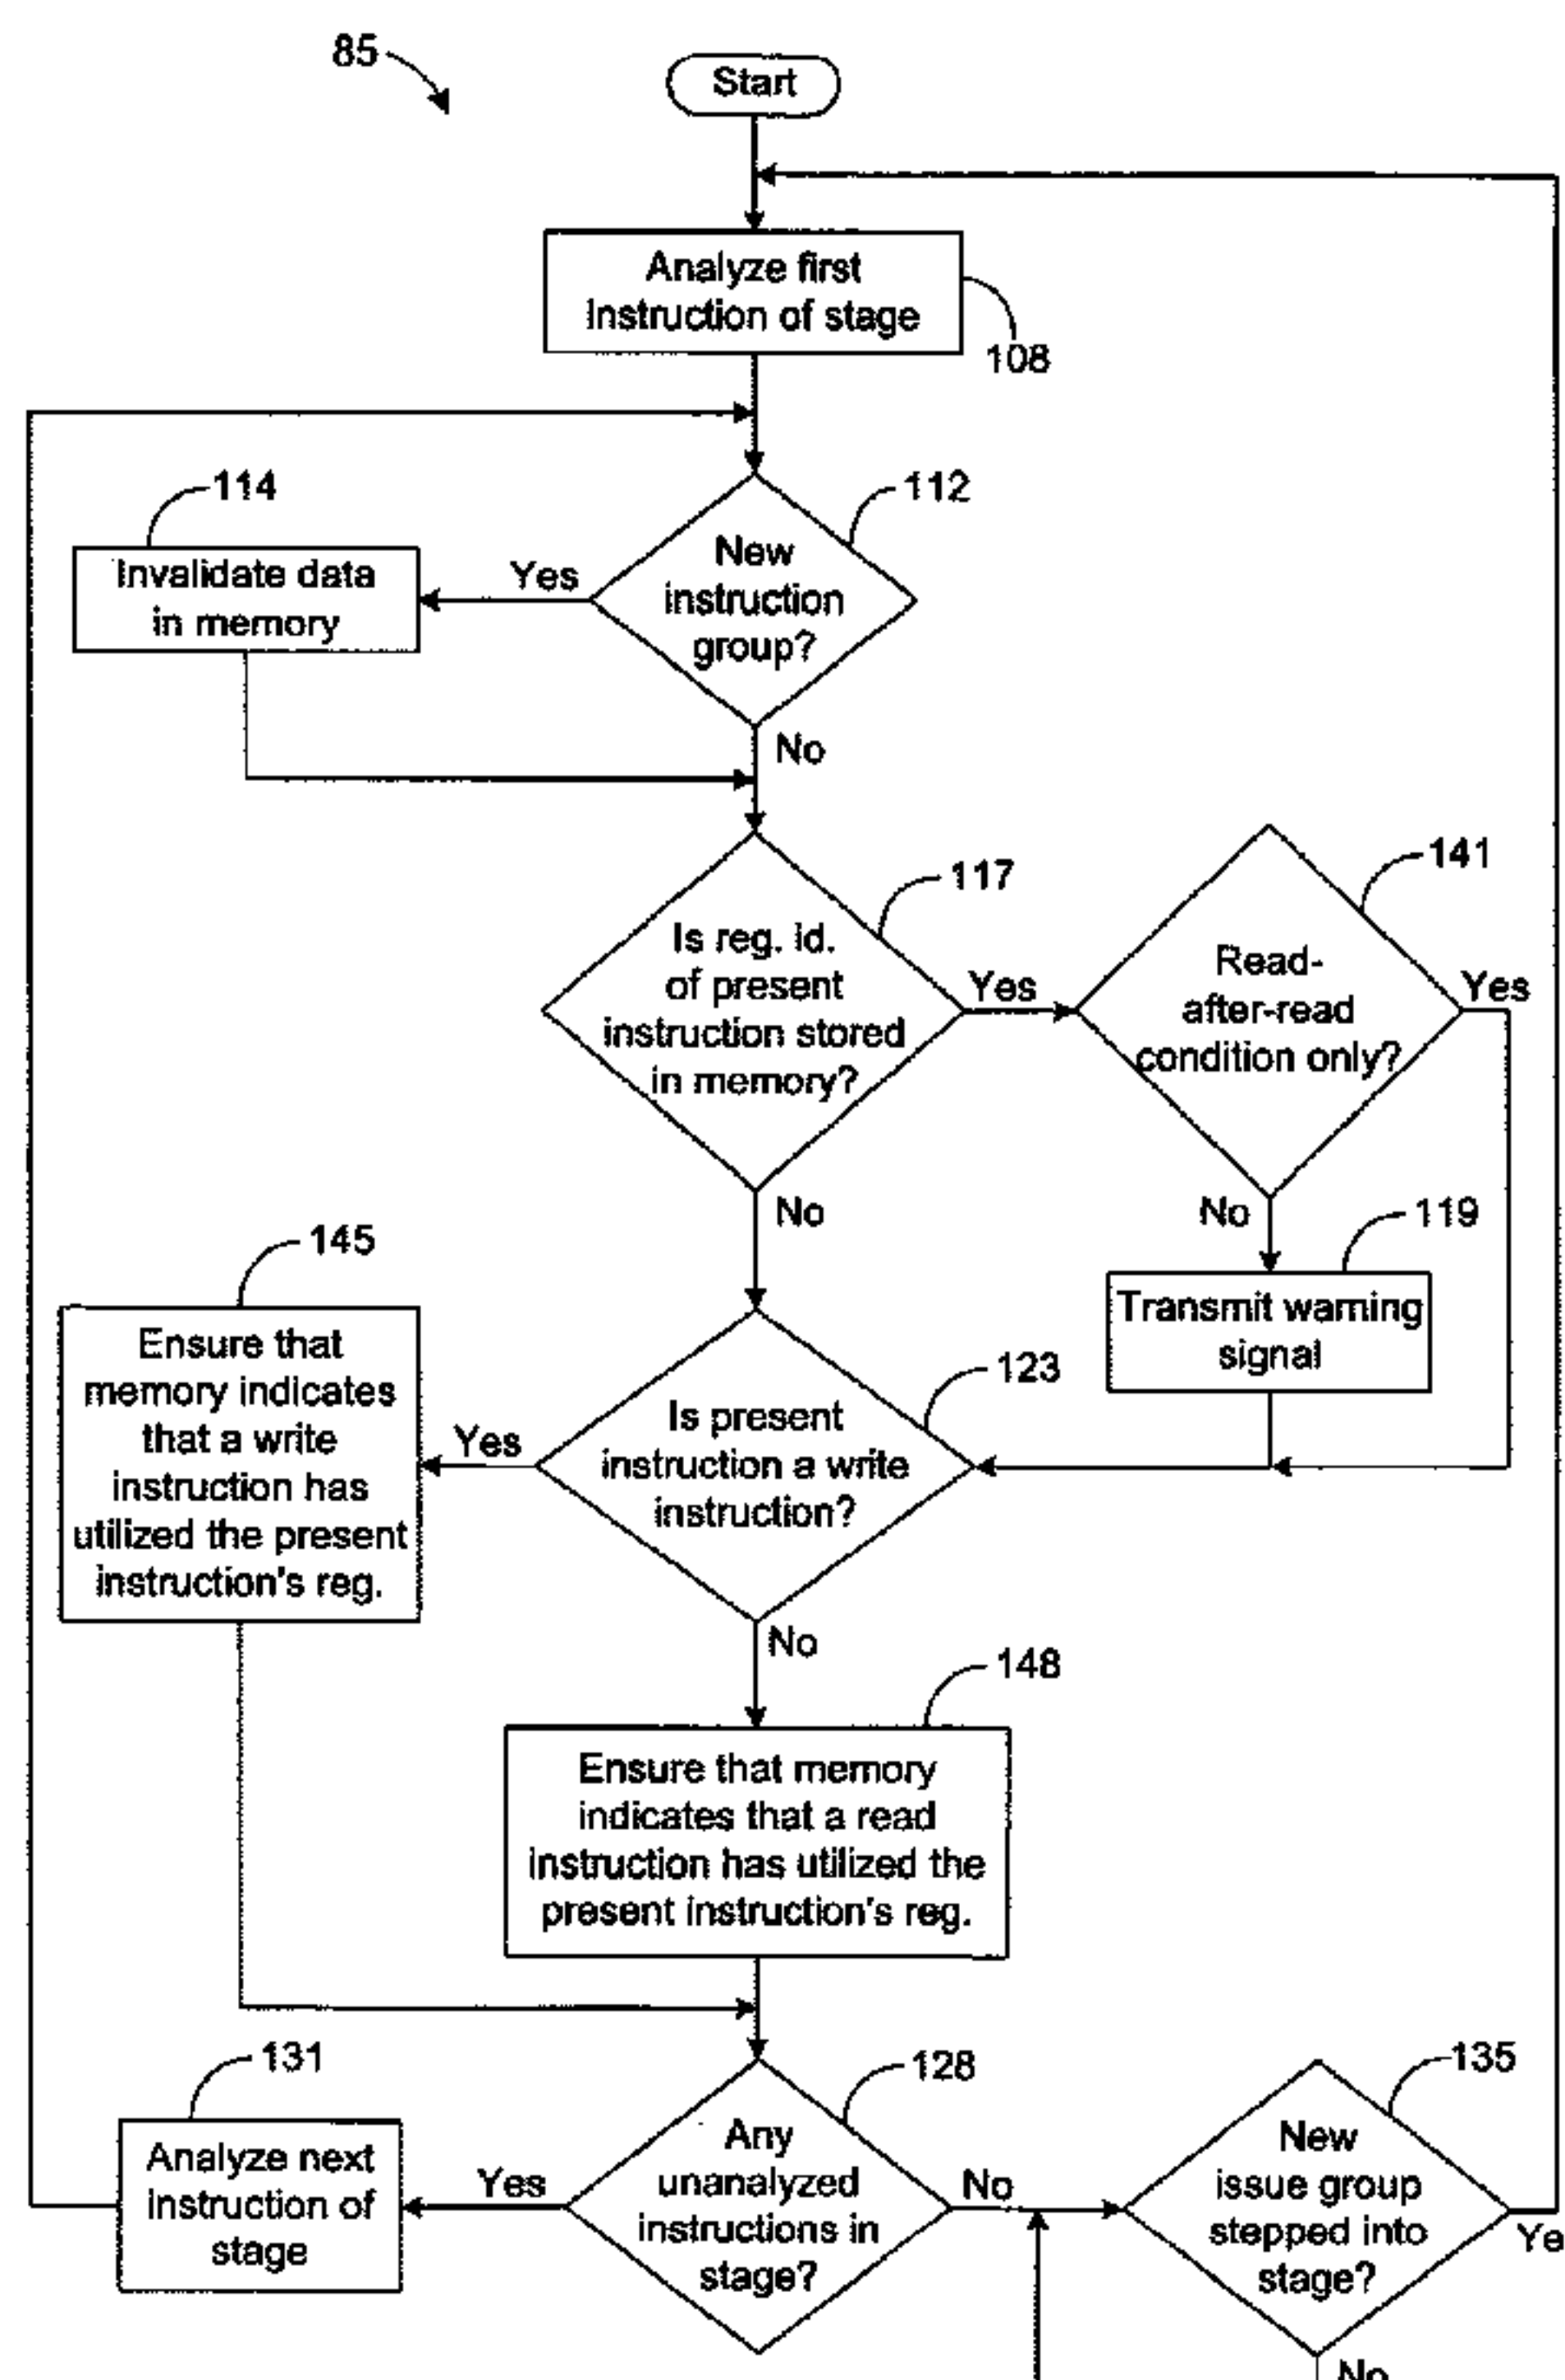 85
Start
Analyze first
Instruction of stage
108
114
112
Invalidate data
in memory
Yes
New
instruction
group?
No
117
141
Is reg. id.
of present
instruction stored
in memory?
Yes
Read-
after-read
condition only?
Yes
No
No
119
145
Transmit warning
signal
Ensure that
memory indicates
that a write
instruction has
utilized the present
instruction's reg.
Yes
123
Is present
instruction a write
instruction?
No
148
Ensure that memory
indicates that a read
instruction has utilized the
present instruction's reg.
131
128
135
Analyze next
instruction of
stage
Yes
Any
unanalyzed
instructions in
stage?
No
New
issue group
stepped into
stage?
Ye
No